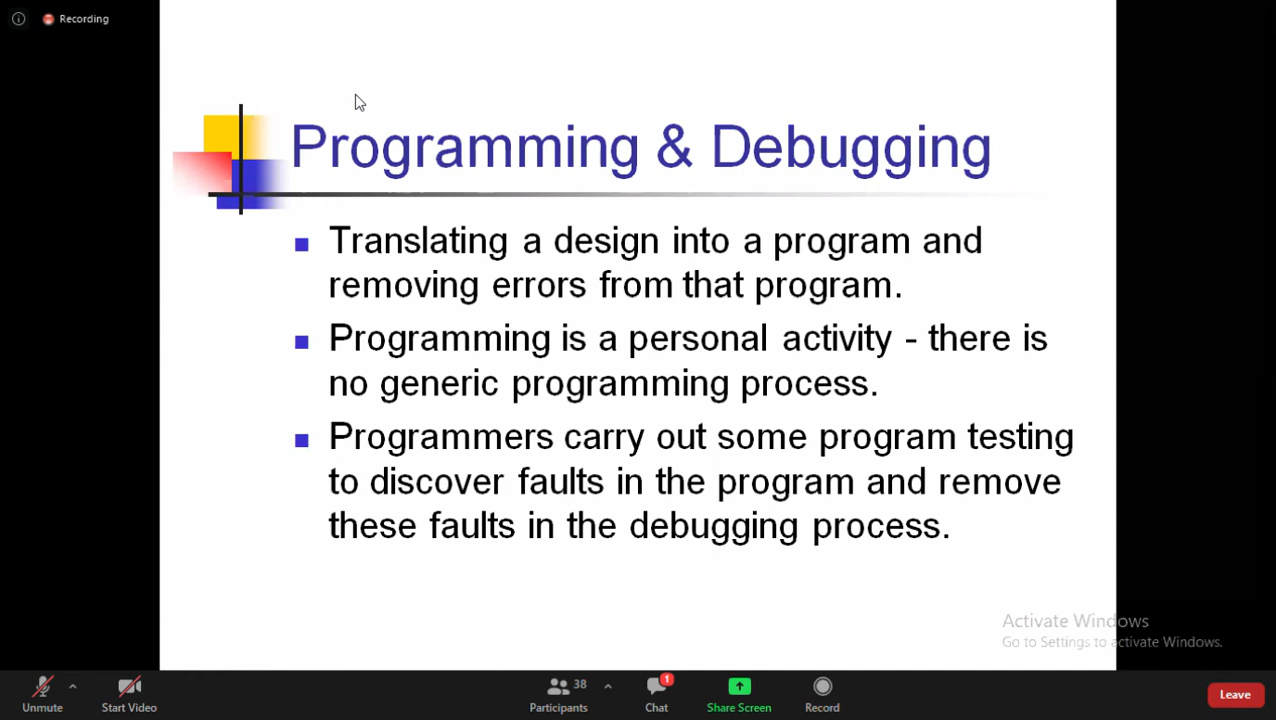 Recording
Programming & Debugging
Translating a design into a program and
removing errors from that program.
Programming is a personal activity - there is
no generic programming process.
Programmers carry out some program testing
to discover faults in the program and remove
these faults in the debugging process.
Activate Windows
Go to Settings to activate Windows.
38
1
Unmute
Start Video
Participants
Chat
Share Screen
Record
Leave